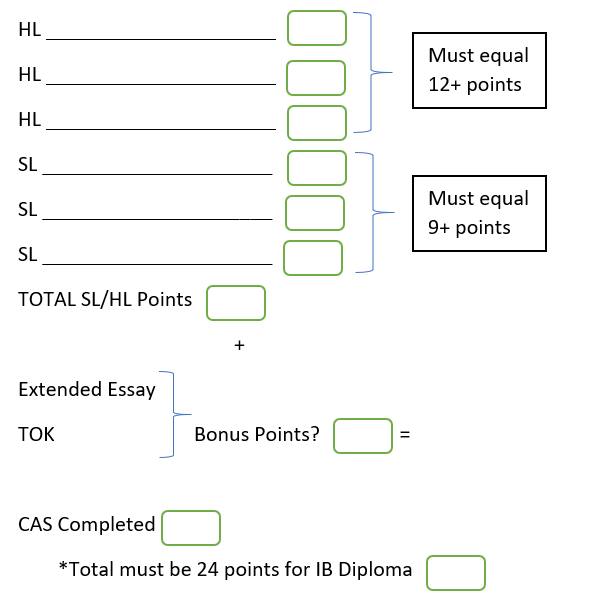 HL
HL
HL
Must equal
12+ points
SL
SL
SL
Must equal
9+ points
TOTAL SL/HL Points
+
Extended Essay
TOK
Bonus Points?
=
CAS Completed
*Total must be 24 points for IB Diploma